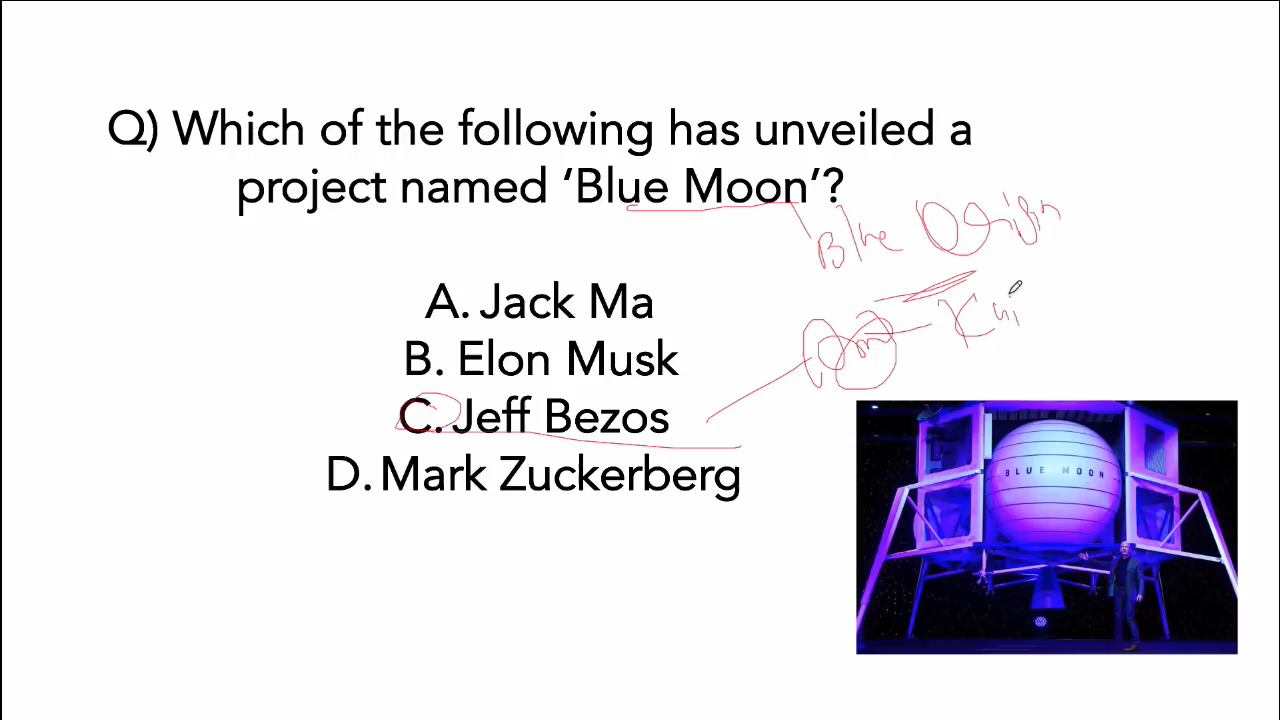 Q) Which of the following has unveiled a
project named ‘Blue Moon’?
Blue Origin
A. Jack Ma
B. Elon Musk
C. Jeff Bezos
D. Mark Zuckerberg
BLUE MOON